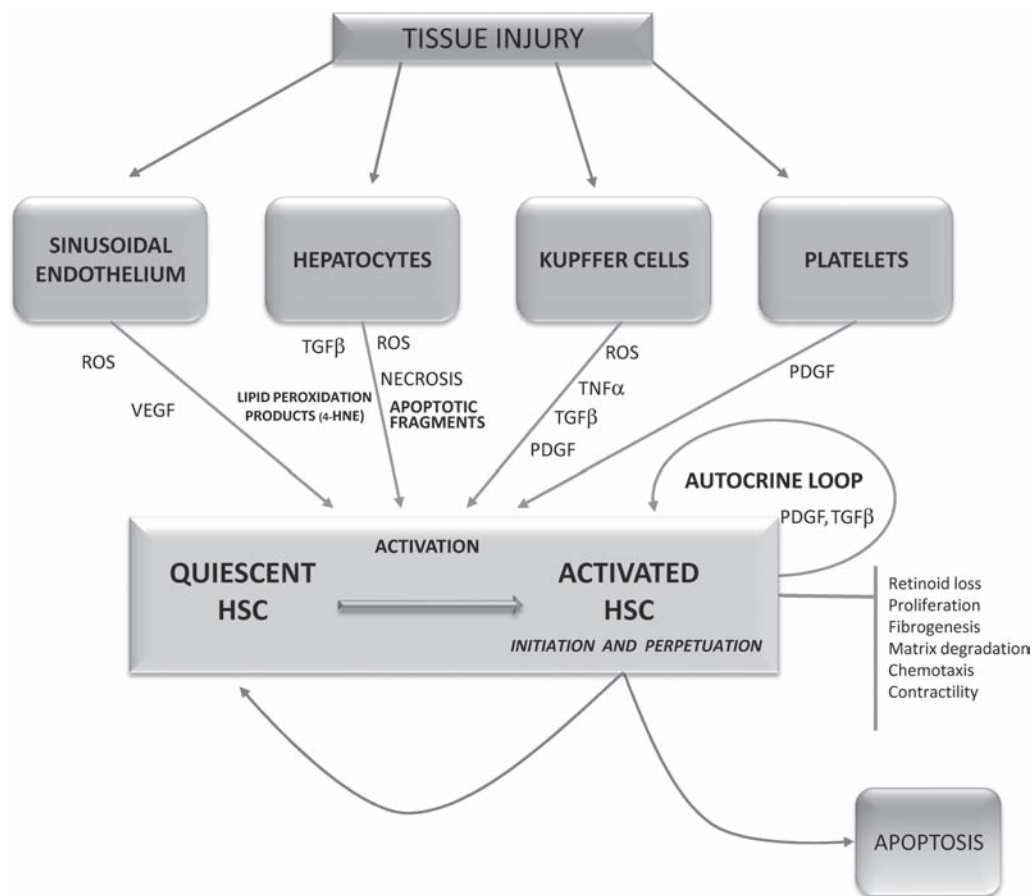 TISSUE INJURY
SINUSOIDAL
ENDOTHELIUM
HEPATOCYTES
KUPFFER CELLS
PLATELETS
ROS
VEGF
TGFβ
ROS
NECROSIS
LIPID PEROXIDATION
PRODUCTS (4-HNE)
APOPTOTIC
FRAGMENTS
ROS
TNFα
TGFβ
PDGF
PDGF
AUTOCRINE LOOP
PDGF, TGFβ
ACTIVATION
QUIESCENT
HSC
ACTIVATED
HSC
INITIATION AND PERPETUATION
Retinoid loss
Proliferation
Fibrogenesis
Matrix degradation
Chemotaxis
Contractility
APOPTOSIS